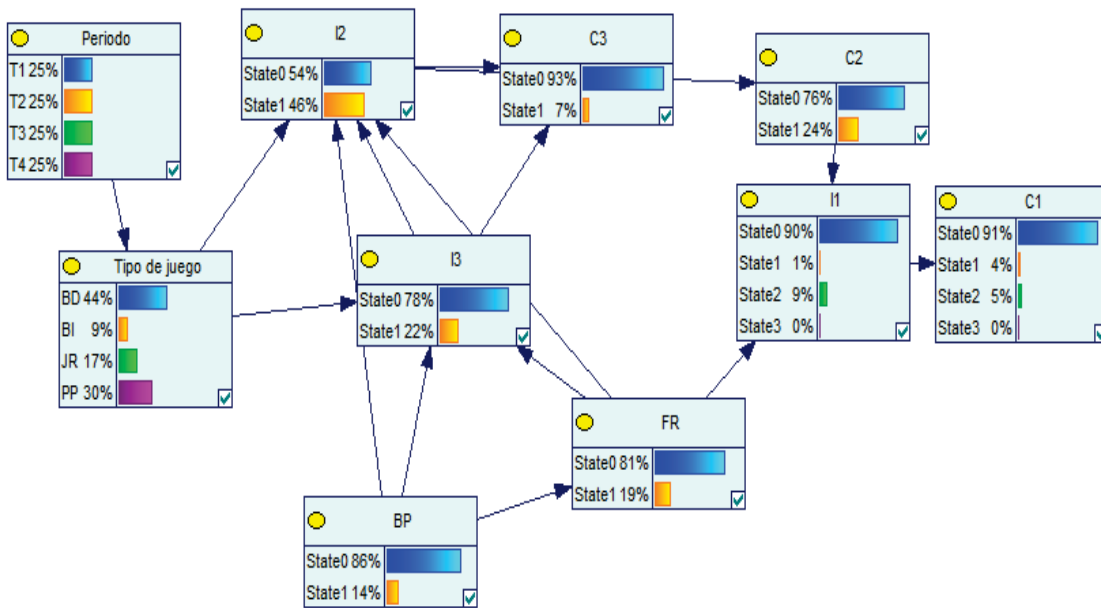 Periodo
T1 25%
T2 25%
T3 25%
T4 25%
I2
State0 54%
State1 46%
C3
State0 93%
State1 7%
C2
State0 76%
State1 24%
Tipo de juego
BD 44%
BI 9%
JR 17%
PP 30%
I3
State0 78%
State1 22%
I1
State0 90%
State1 1%
State2 9%
State3 0%
C1
State0 91%
State1 4%
State2 5%
State3 0%
FR
State0 81%
State1 19%
BP
State0 86%
State1 14%